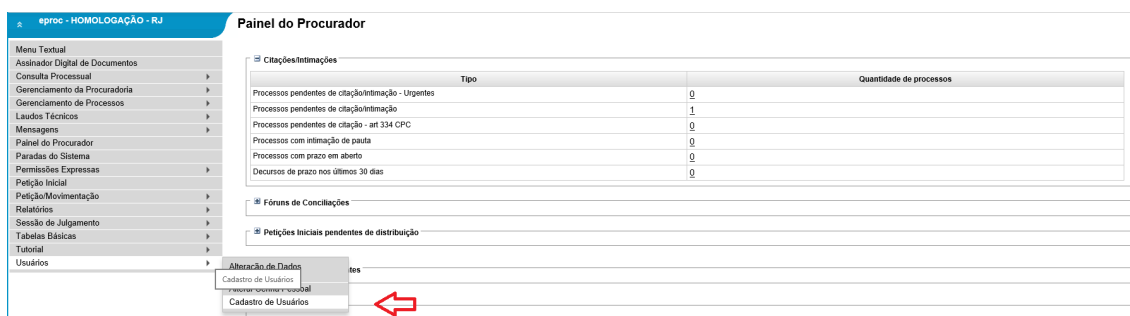 eproc - HOMOLOGAÇÃO - RJ
Menu Textual
Assinador Digital de Documentos
Consulta Processual
Gerenciamento da Procuradoria
Gerenciamento de Processos
Laudos Técnicos
Mensagens
Painel do Procurador
Paradas do Sistema
Permissões Expressas
Petição Inicial
Petição/Movimentação
Relatórios
Sessão de Julgamento
Tabelas Básicas
Tutorial
Usuários
Alteração de Dados
Cadastro de Usuários
Alterar Senha Pessoal
Cadastro de Usuários
Painel do Procurador
Citações/Intimações
Tipo Quantidade de processos
Processos pendentes de citação/intimação - Urgentes 0
Processos pendentes de citação/intimação 1
Processos pendentes de citação - art 334 CPC 0
Processos com intimação de pauta 0
Processos com prazo em aberto 0
Decursos de prazo nos últimos 30 dias 0
Fóruns de Conciliações
Petições Iniciais pendentes de distribuição
tes